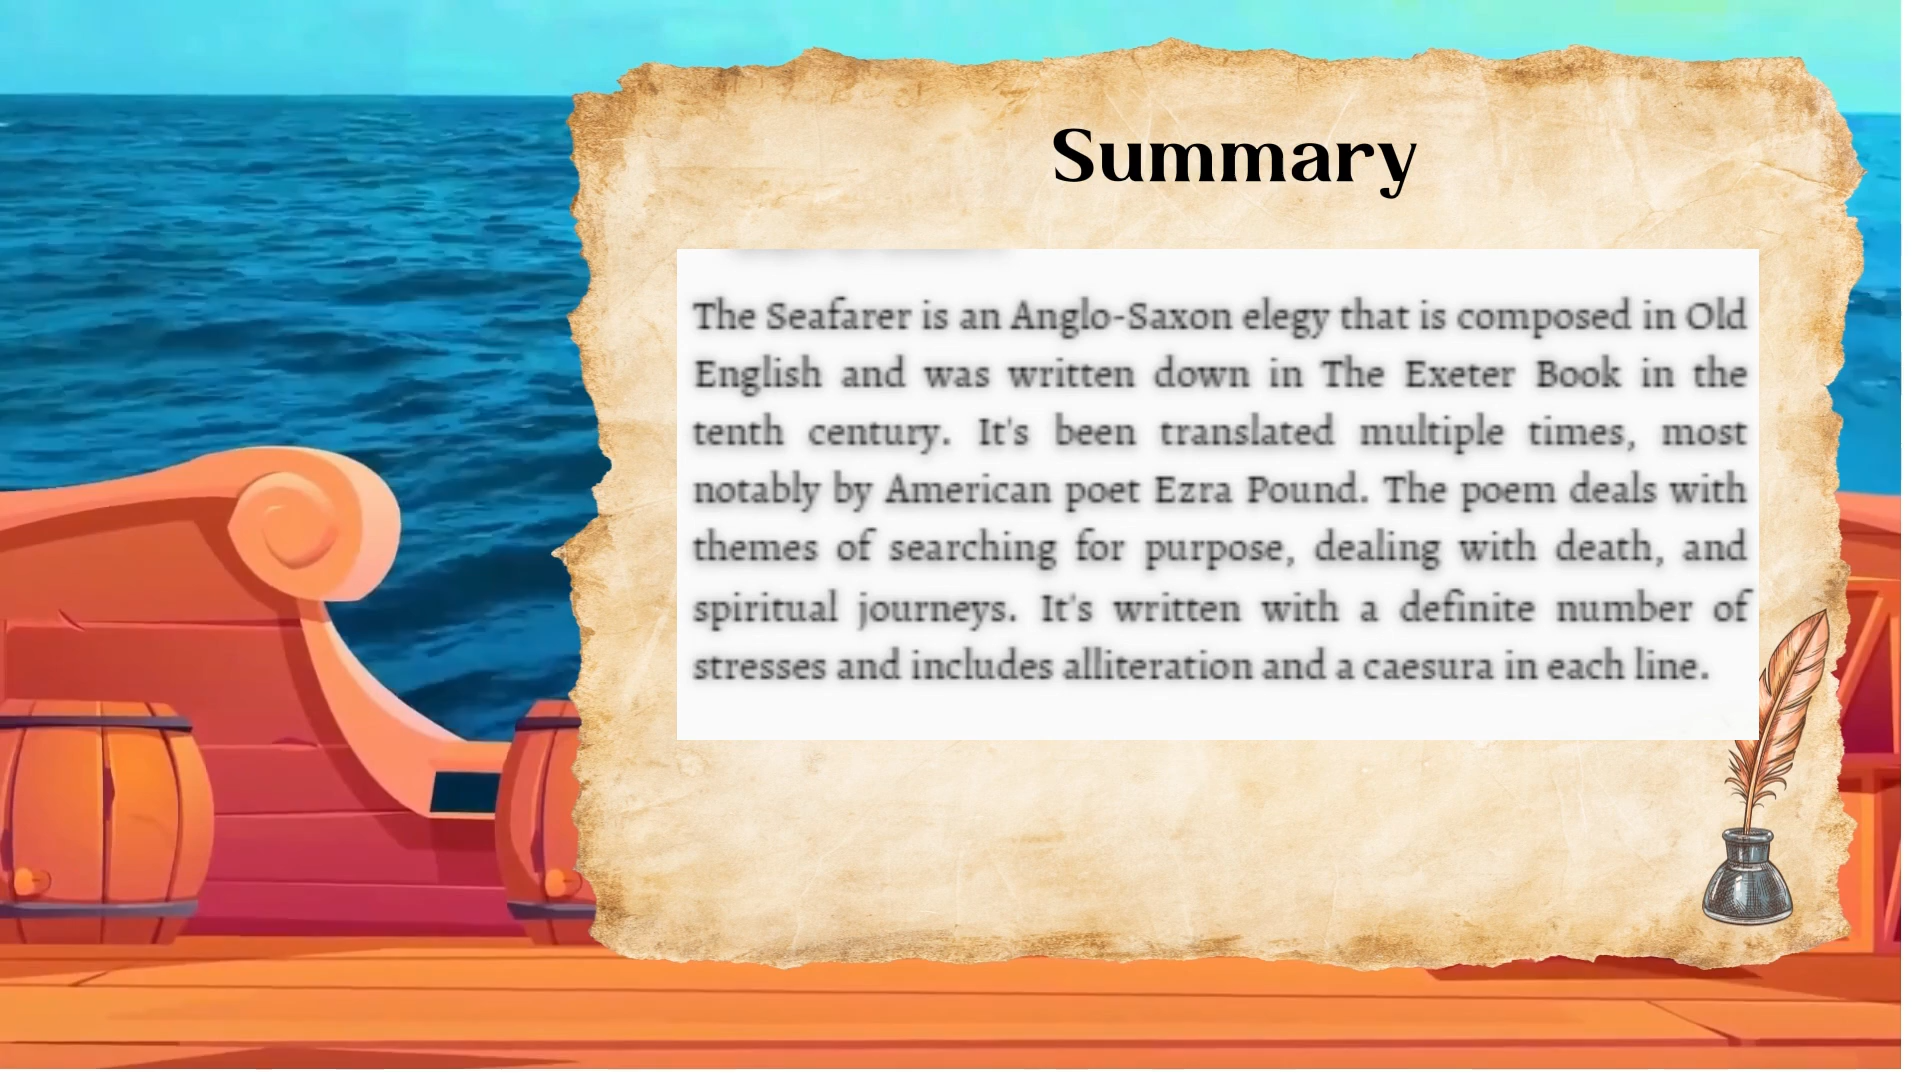 Summary
The Seafarer is an Anglo-Saxon elegy that is composed in Old
English and was written down in The Exeter Book in the
tenth century. It's been translated multiple times, most
notably by American poet Ezra Pound. The poem deals with
themes of searching for purpose, dealing with death, and
spiritual journeys. It's written with a definite number of
stresses and includes alliteration and a caesura in each line.